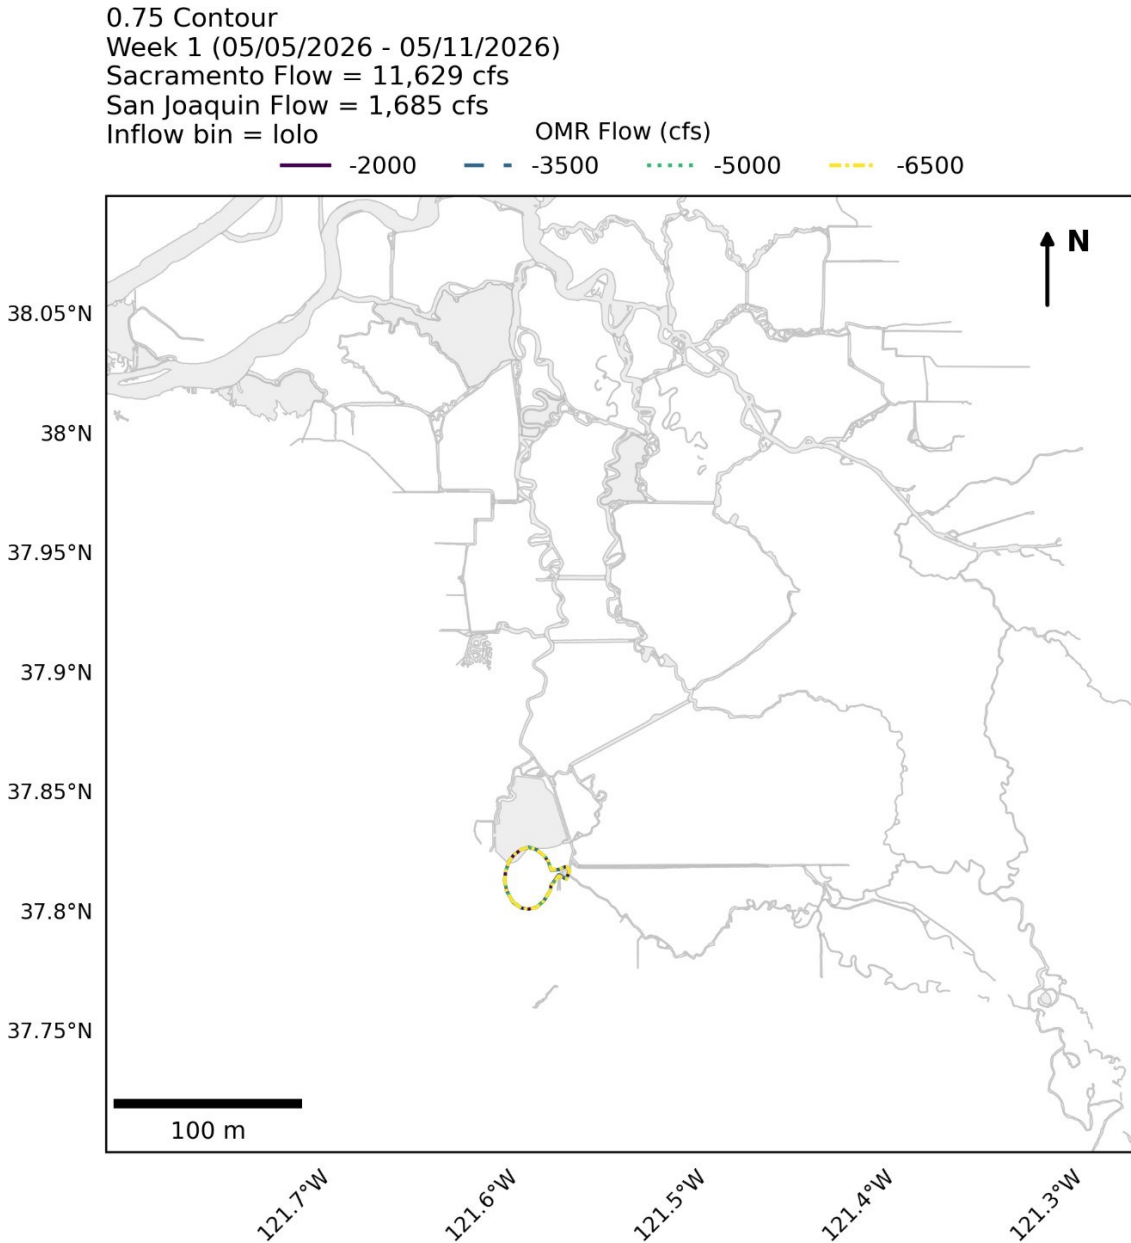 0.75 Contour
Week 1 (05/05/2026 - 05/11/2026)
Sacramento Flow = 11,629 cfs
San Joaquin Flow = 1,685 cfs
Inflow bin = lolo
OMR Flow (cfs)
-2000 -3500 -5000 -6500
N
38.05°N
38°N
37.95°N
37.9°N
37.85°N
37.8°N
37.75°N
100 m
121.7°W 121.6°W 121.5°W 121.4°W 121.3°W